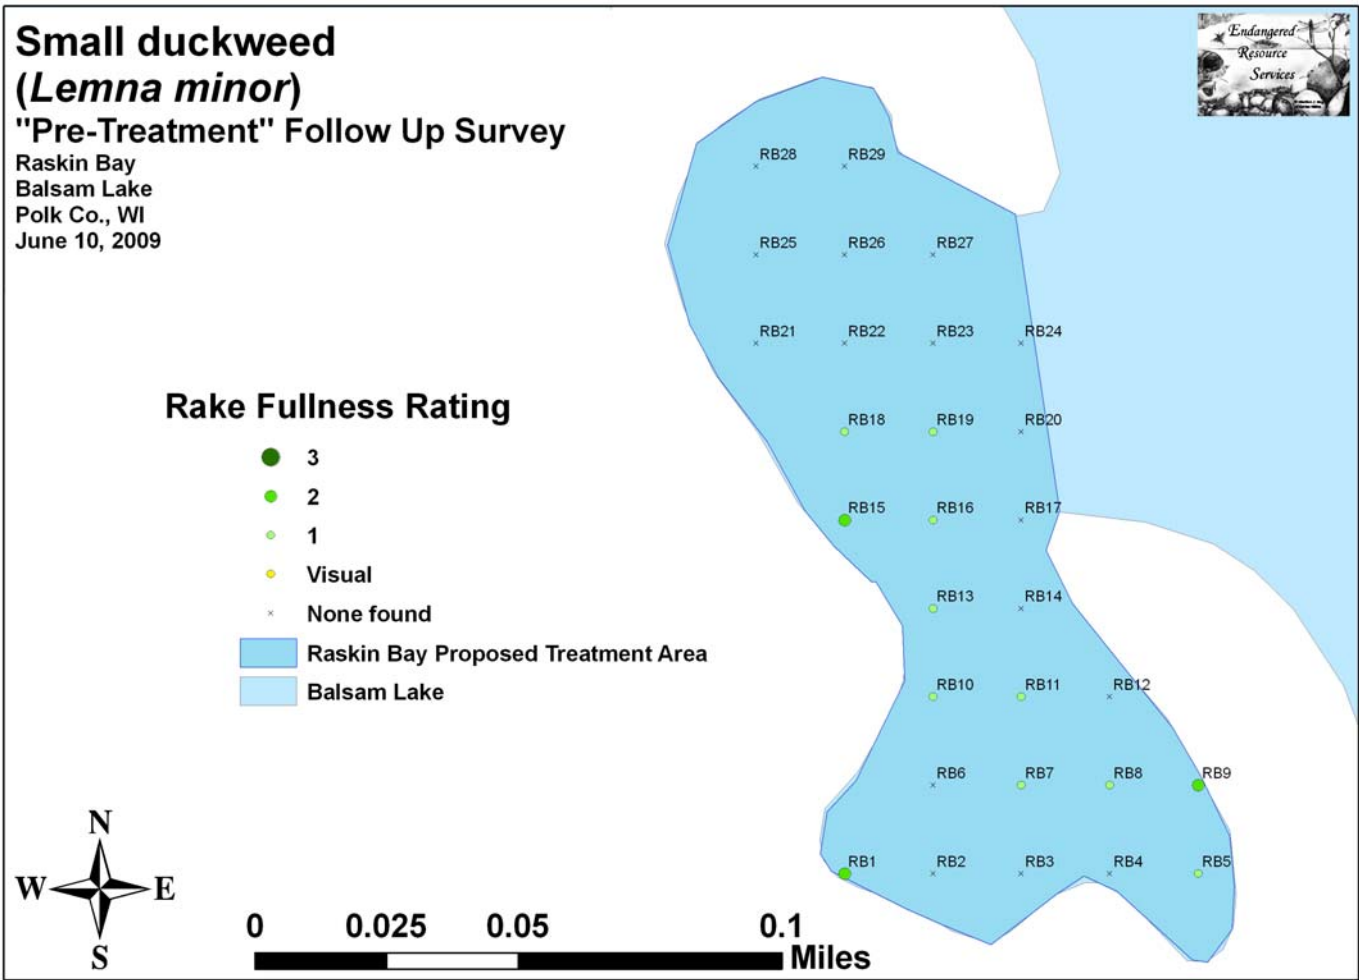 Small duckweed
(Lemna minor)
"Pre-Treatment" Follow Up Survey
Raskin Bay
Balsam Lake
Polk Co., WI
June 10, 2009
Endangered
Resource
Services
RB28 RB29
RB25 RB26 RB27
RB21 RB22 RB23 RB24
RB18 RB19 RB20
RB15 RB16 RB17
RB13 RB14
RB10 RB11 RB12
RB6 RB7 RB8 RB9
RB1 RB2 RB3 RB4 RB5
Rake Fullness Rating
3
2
1
Visual
None found
Raskin Bay Proposed Treatment Area
Balsam Lake
N
W E
S
0 0.025 0.05 0.1
Miles